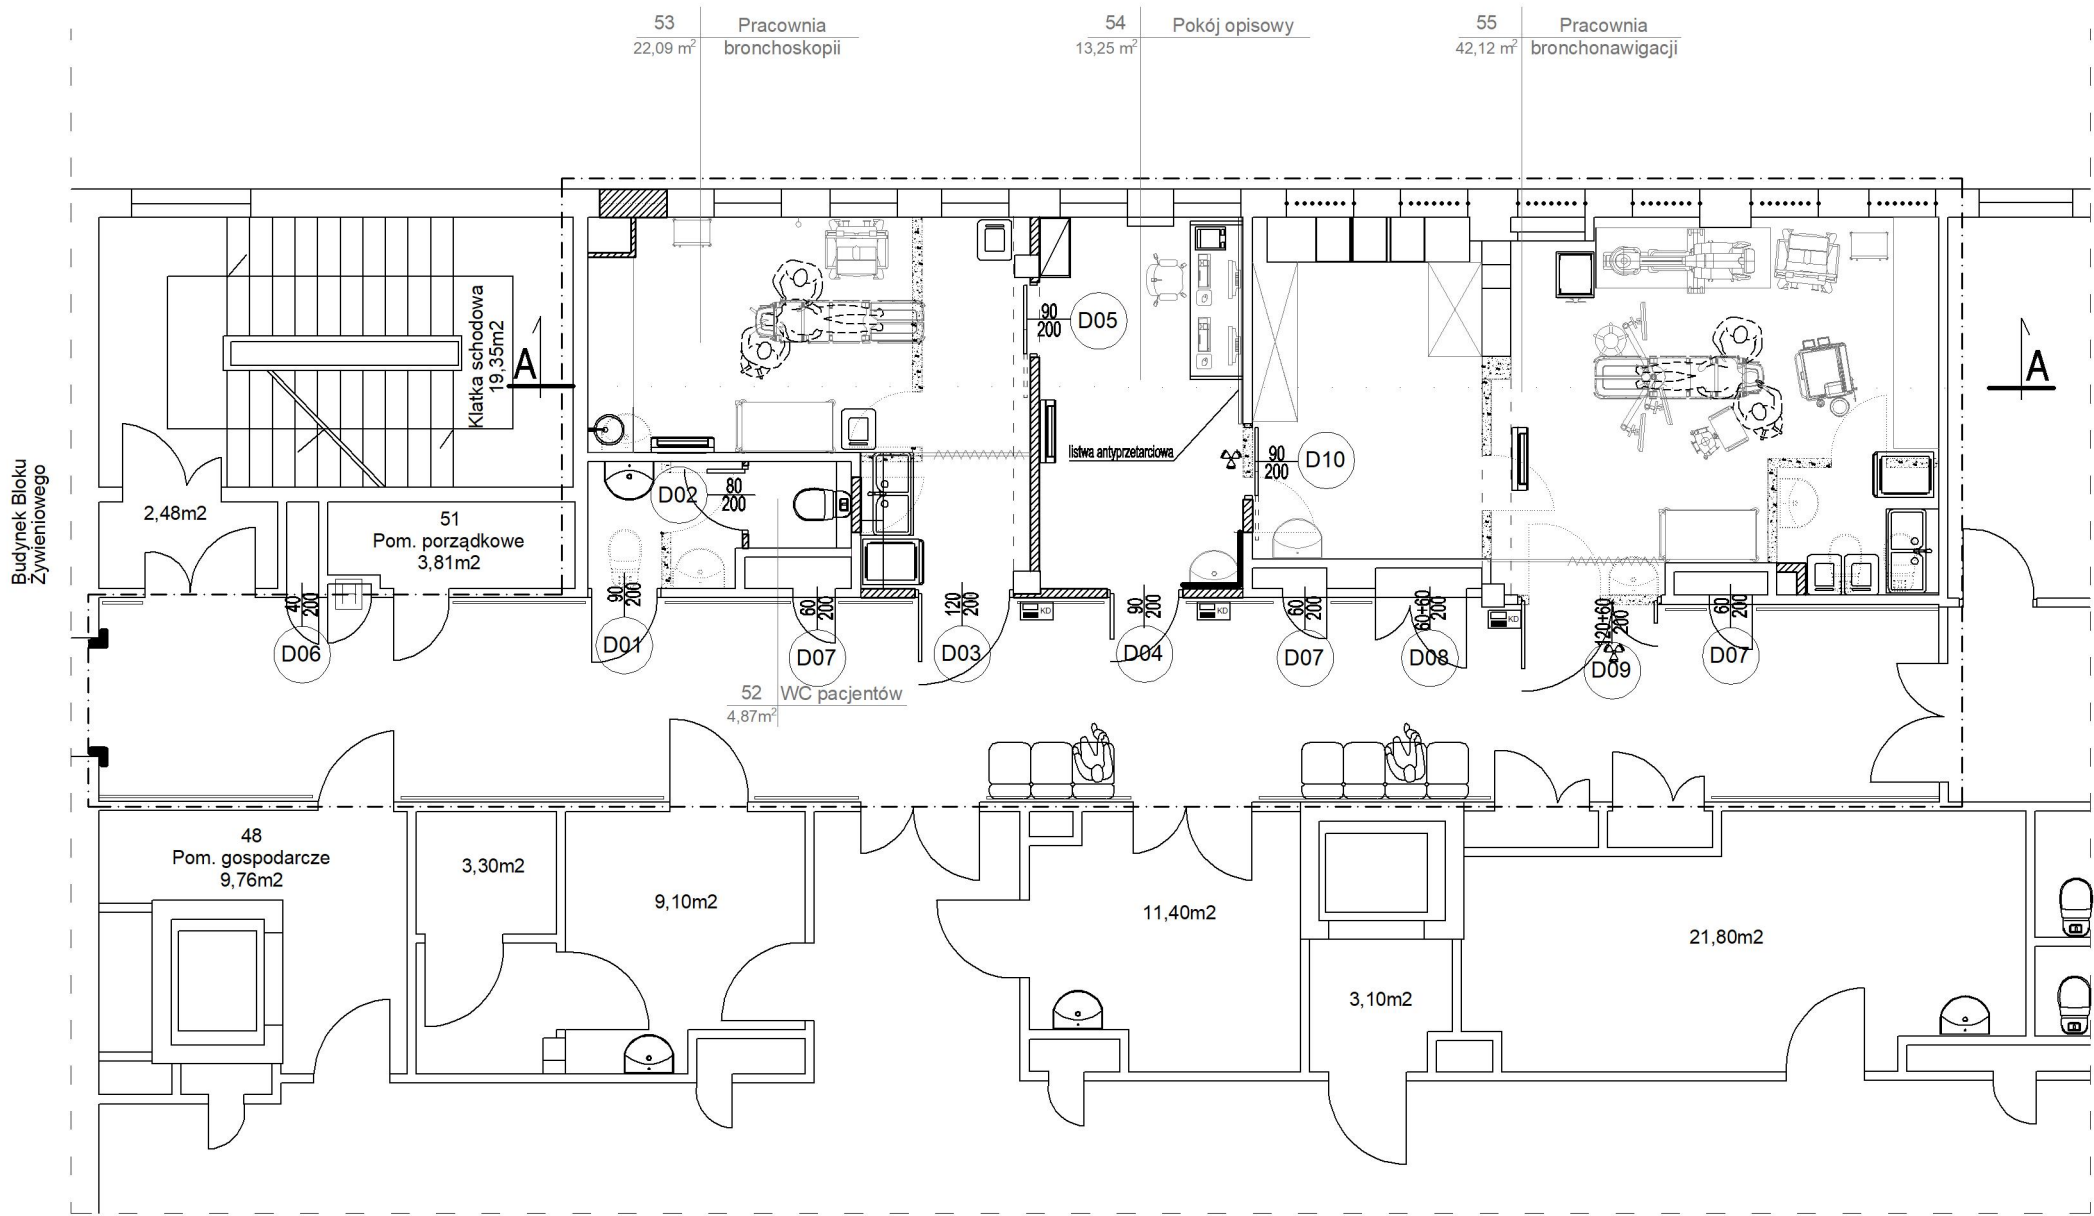 53 Pracownia
22,09 m² bronchoskopii
54 Pokój opisowy
13,25 m²
55 Pracownia
42,12 m² bronchonawigacji
Budynek Bloku
Żywieniowego
Klatka schodowa
19,35m2
A
A
90
200
D05
listwa antyprzetarciowa
90
200
D10
D02
80
200
2,48m2
51
Pom. porządkowe
3,81m2
40
200
D06
90
200
D01
60
200
D07
120
200
D03
KD
90
200
D04
KD
60
200
D07
60+60
200
D08
KD
120+60
200
D09
60
200
D07
52 WC pacjentów
4,87m²
48
Pom. gospodarcze
9,76m2
3,30m2
9,10m2
11,40m2
3,10m2
21,80m2